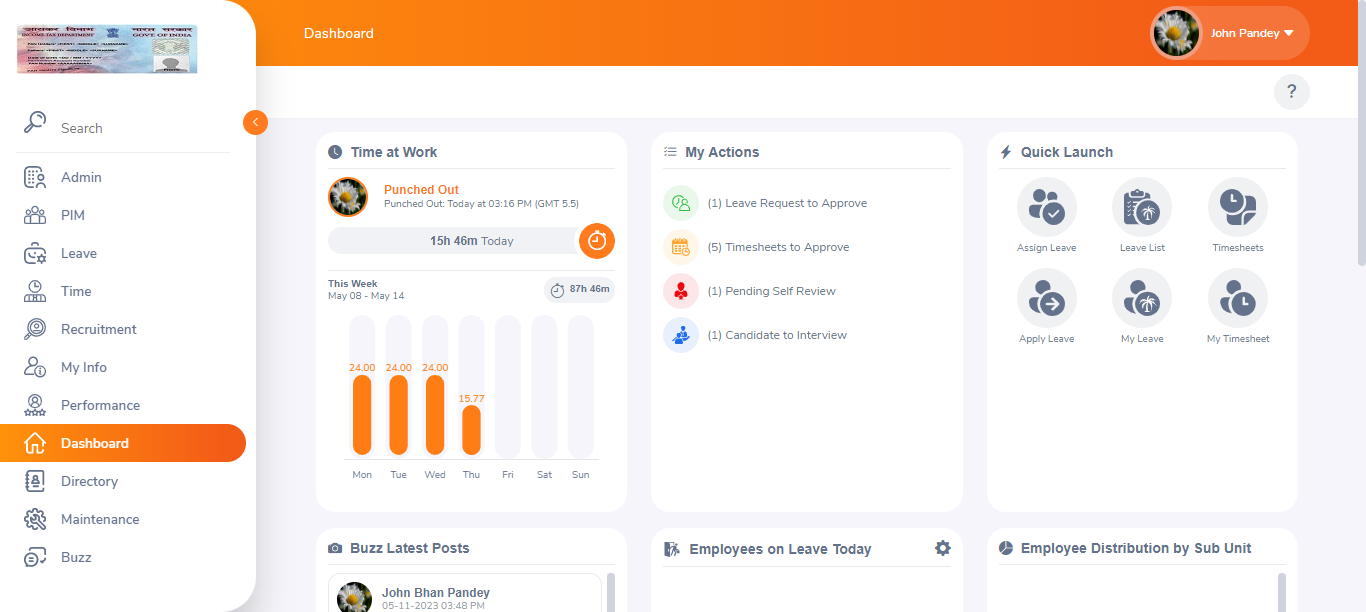 आयकर विभाग
भारत सरकार
INCOME TAX DEPARTMENT
GOVT OF INDIA
Dashboard
John Pandey
?
Search
Admin
PIM
Leave
Time
Recruitment
My Info
Performance
Dashboard
Directory
Maintenance
Buzz
Time at Work
Punched Out
Punched Out: Today at 03:16 PM (GMT 5.5)
15h 46m Today
This Week
May 08 - May 14
87h 46m
24.00 24.00 24.00
15.77
Mon Tue Wed Thu Fri Sat Sun
My Actions
(1) Leave Request to Approve
(5) Timesheets to Approve
(1) Pending Self Review
(1) Candidate to Interview
Quick Launch
Assign Leave Leave List Timesheets
Apply Leave My Leave My Timesheet
Buzz Latest Posts
John Bhan Pandey
05-11-2023 03:48 PM
Employees on Leave Today
Employee Distribution by Sub Unit